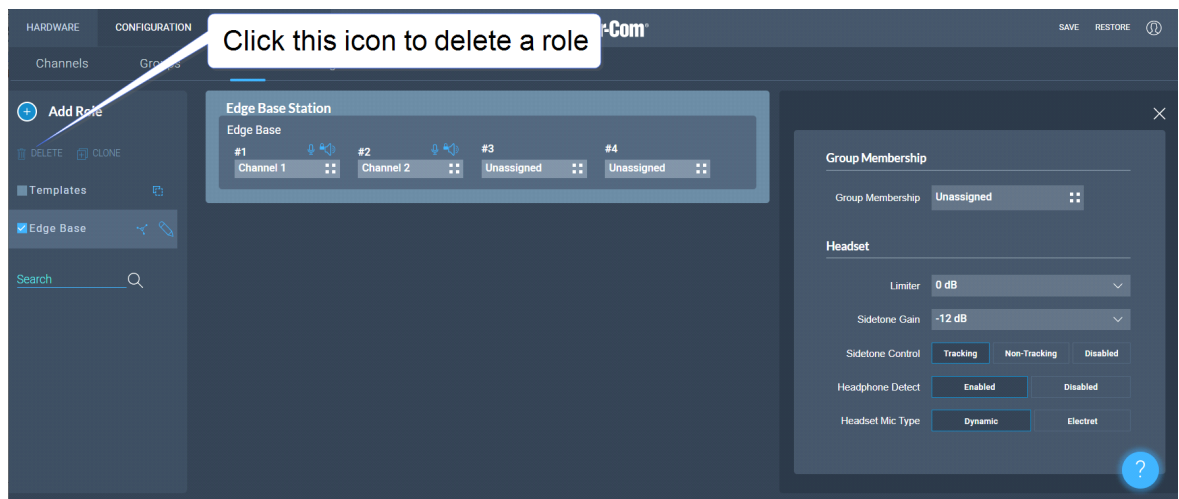 HARDWARE CONFIGURATION
Click this icon to delete a role
r-Com®
SAVE RESTORE
Channels
Add Role
DELETE CLONE
Templates
Edge Base
Search
Edge Base Station
Edge Base
#1 #2 #3 #4
Channel 1 Channel 2 Unassigned Unassigned
Group Membership
Group Membership Unassigned
Headset
Limiter 0 dB
Sidetone Gain -12 dB
Sidetone Control Tracking Non-Tracking Disabled
Headphone Detect Enabled Disabled
Headset Mic Type Dynamic Electret
?